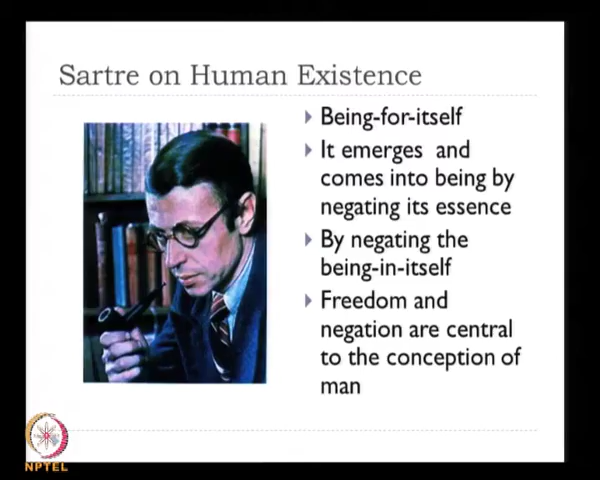 Sartre on Human Existence
Being-for-itself
It emerges and
comes into being by
negating its essence
By negating the
being-in-itself
Freedom and
negation are central
to the conception of
man
NPTEL